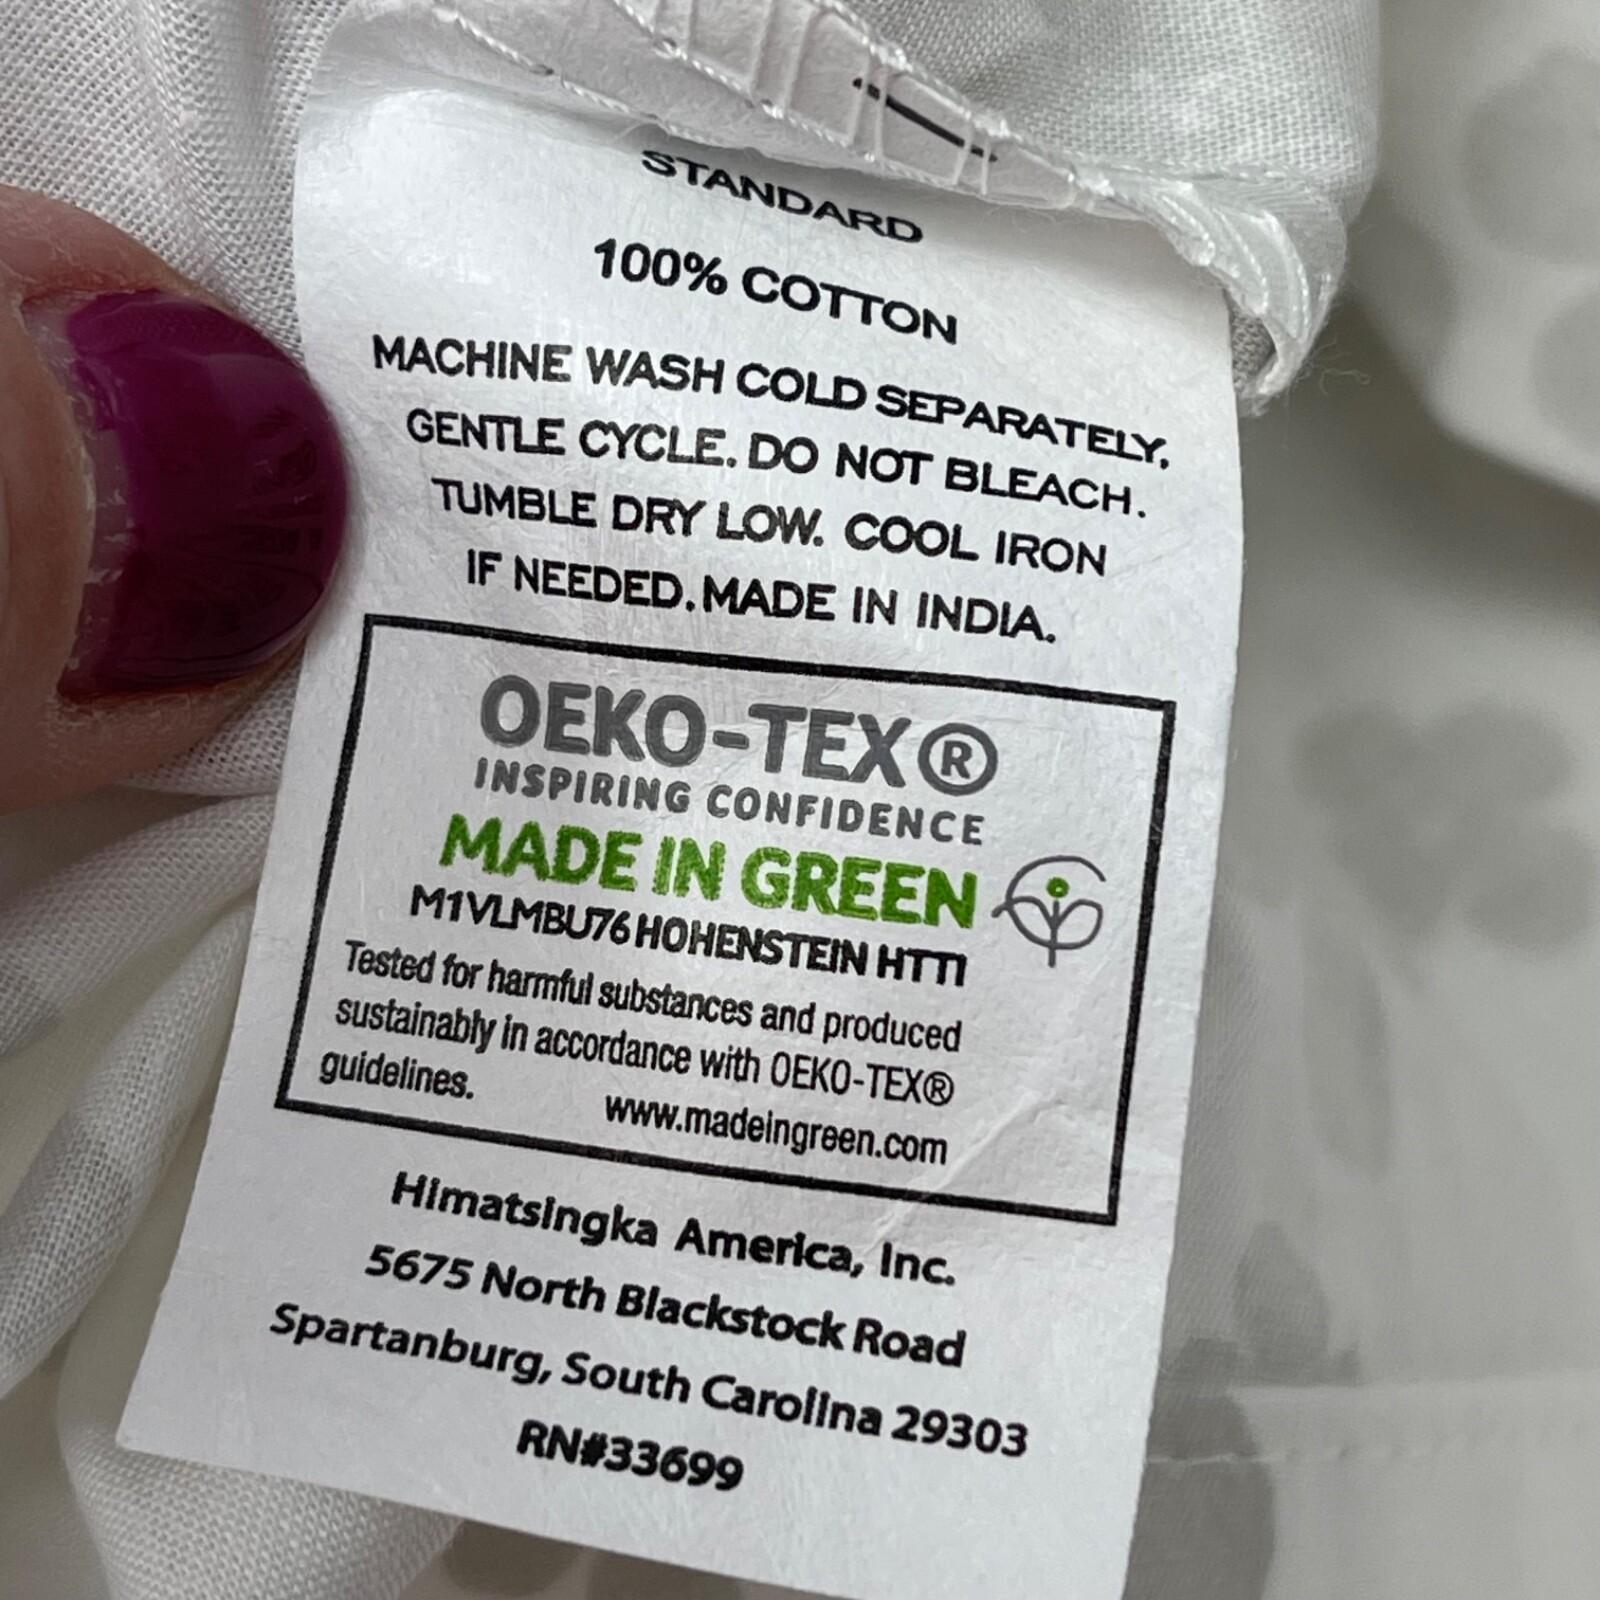 STANDARD
100% COTTON
MACHINE WASH COLD SEPARATELY,
GENTLE CYCLE. DO NOT BLEACH.
TUMBLE DRY LOW. COOL IRON
IF NEEDED. MADE IN INDIA.
OEKO-TEX®
INSPIRING CONFIDENCE
MADE IN GREEN
M1VLMBU76 HOHENSTEIN HTTI
Tested for harmful substances and produced
sustainably in accordance with OEKO-TEX®
guidelines. www.madeingreen.com
Himatsingka America, Inc.
5675 North Blackstock Road
Spartanburg, South Carolina 29303
RN#33699